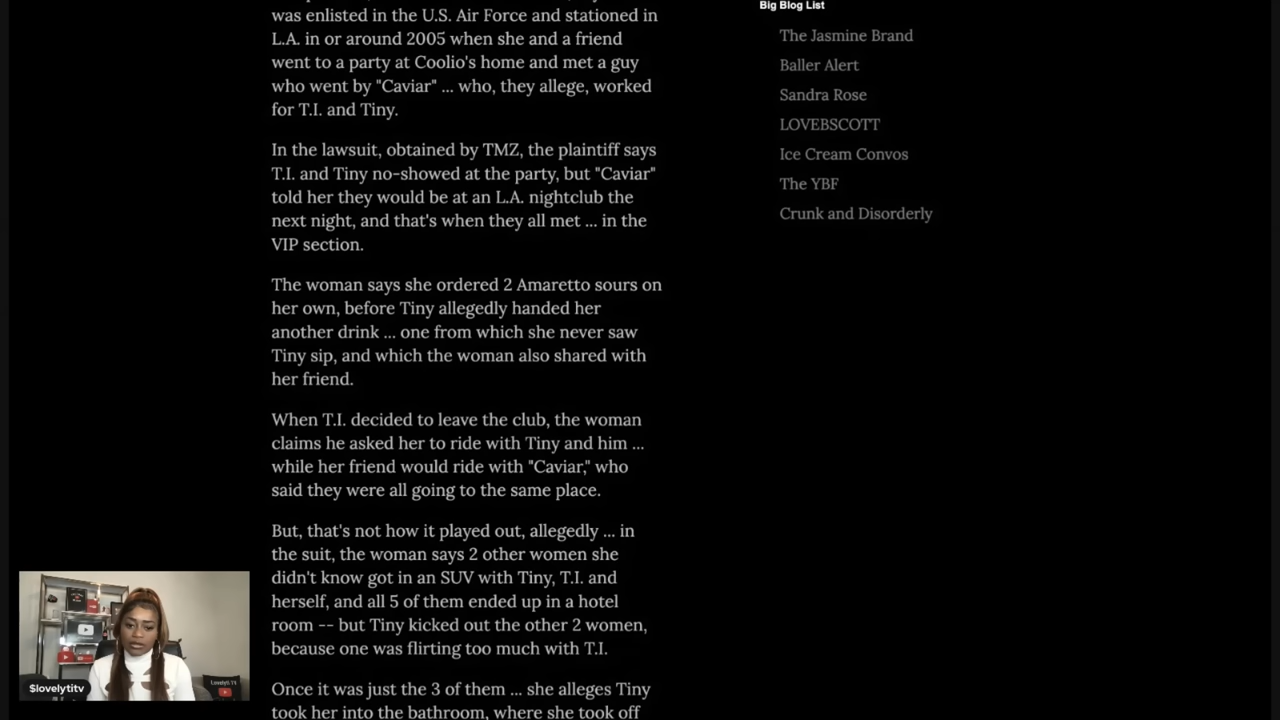 was enlisted in the U.S. Air Force and stationed in
L.A. in or around 2005 when she and a friend
went to a party at Coolio's home and met a guy
who went by "Caviar" ... who, they allege, worked
for T.I. and Tiny.
In the lawsuit, obtained by TMZ, the plaintiff says
T.I. and Tiny no-showed at the party, but "Caviar"
told her they would be at an L.A. nightclub the
next night, and that's when they all met ... in the
VIP section.
The woman says she ordered 2 Amaretto sours on
her own, before Tiny allegedly handed her
another drink ... one from which she never saw
Tiny sip, and which the woman also shared with
her friend.
When T.I. decided to leave the club, the woman
claims he asked her to ride with Tiny and him ...
while her friend would ride with "Caviar," who
said they were all going to the same place.
But, that's not how it played out, allegedly ... in
the suit, the woman says 2 other women she
didn't know got in an SUV with Tiny, T.I. and
herself, and all 5 of them ended up in a hotel
room -- but Tiny kicked out the other 2 women,
because one was flirting too much with T.I.
Once it was just the 3 of them ... she alleges Tiny
took her into the bathroom, where she took off
Big Blog List
The Jasmine Brand
Baller Alert
Sandra Rose
LOVEBSCOTT
Ice Cream Convos
The YBF
Crunk and Disorderly
$lovelytitv
Lovelyti TV